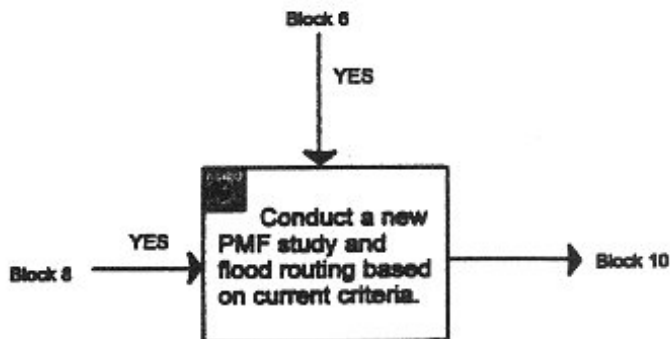 Block 6
YES
Conduct a new
PMF study and
flood routing based
on current criteria.
YES
Block 8
Block 10